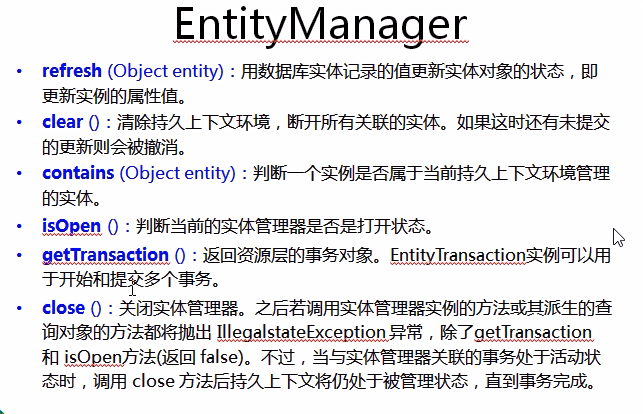 EntityManager
• refresh (Object entity)：用数据库实体记录的值更新实体对象的状态，即
更新实例的属性值。
• clear ()：清除持久上下文环境，断开所有关联的实体。如果这时还有未提交
的更新则会被撤消。
• contains (Object entity)：判断一个实例是否属于当前持久上下文环境管理
的实体。
• isOpen ()：判断当前的实体管理器是否是打开状态。
• getTransaction ()：返回资源层的事务对象。EntityTransaction实例可以用
于开始和提交多个事务。
• close ()：关闭实体管理器。之后若调用实体管理器实例的方法或其派生的查
询对象的方法都将抛出 IllegalstateException 异常，除了getTransaction
和 isOpen方法(返回 false)。不过，当与实体管理器关联的事务处于活动状
态时，调用 close 方法后持久上下文将仍处于被管理状态，直到事务完成。